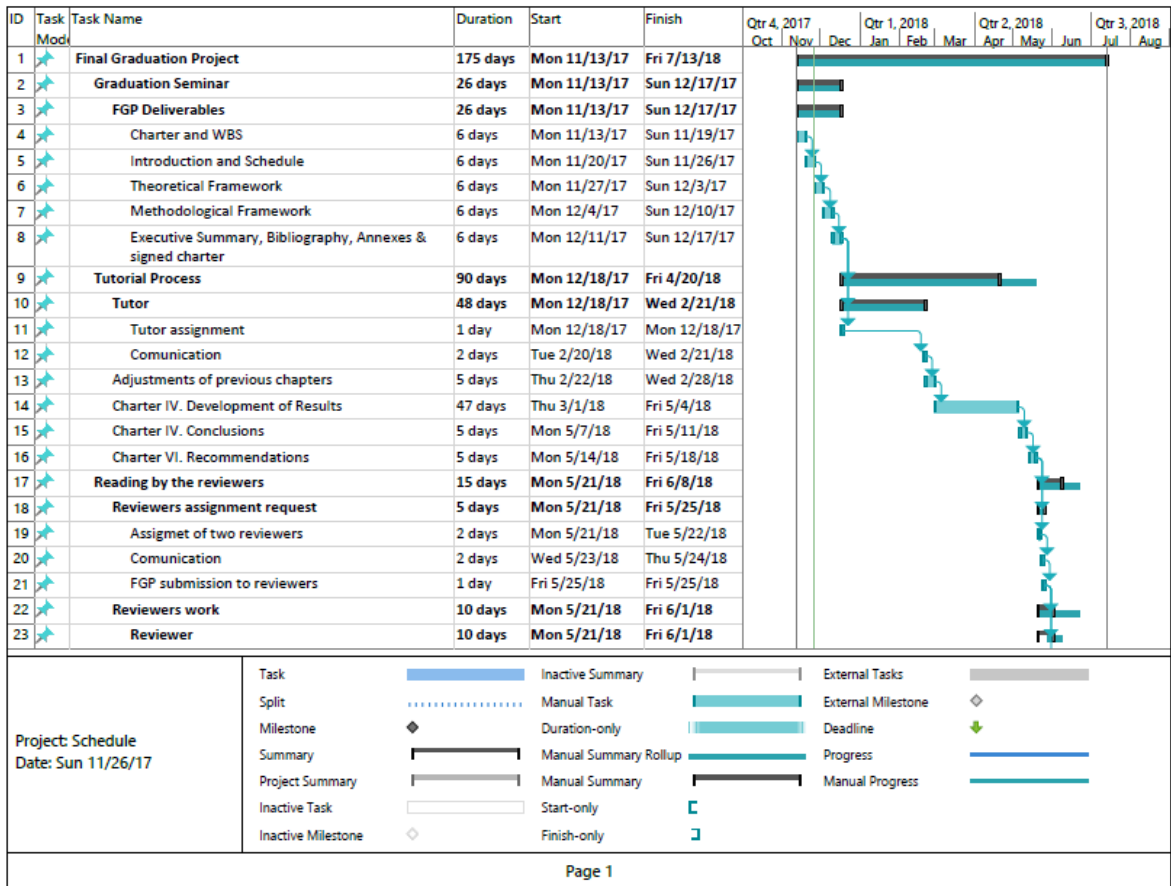 ID Task Task Name Duration Start Finish Qtr 4, 2017 Qtr 1, 2018 Qtr 2, 2018 Qtr 3, 2018
Mode Oct Nov Dec Jan Feb Mar Apr May Jun Jul Aug
1 Final Graduation Project 175 days Mon 11/13/17 Fri 7/13/18
2 Graduation Seminar 26 days Mon 11/13/17 Sun 12/17/17
3 FGP Deliverables 26 days Mon 11/13/17 Sun 12/17/17
4 Charter and WBS 6 days Mon 11/13/17 Sun 11/19/17
5 Introduction and Schedule 6 days Mon 11/20/17 Sun 11/26/17
6 Theoretical Framework 6 days Mon 11/27/17 Sun 12/3/17
7 Methodological Framework 6 days Mon 12/4/17 Sun 12/10/17
8 Executive Summary, Bibliography, Annexes & 6 days Mon 12/11/17 Sun 12/17/17
signed charter
9 Tutorial Process 90 days Mon 12/18/17 Fri 4/20/18
10 Tutor 48 days Mon 12/18/17 Wed 2/21/18
11 Tutor assignment 1 day Mon 12/18/17 Mon 12/18/17
12 Comunication 2 days Tue 2/20/18 Wed 2/21/18
13 Adjustments of previous chapters 5 days Thu 2/22/18 Wed 2/28/18
14 Charter IV. Development of Results 47 days Thu 3/1/18 Fri 5/4/18
15 Charter IV. Conclusions 5 days Mon 5/7/18 Fri 5/11/18
16 Charter VI. Recommendations 5 days Mon 5/14/18 Fri 5/18/18
17 Reading by the reviewers 15 days Mon 5/21/18 Fri 6/8/18
18 Reviewers assignment request 5 days Mon 5/21/18 Fri 5/25/18
19 Assigmet of two reviewers 2 days Mon 5/21/18 Tue 5/22/18
20 Comunication 2 days Wed 5/23/18 Thu 5/24/18
21 FGP submission to reviewers 1 day Fri 5/25/18 Fri 5/25/18
22 Reviewers work 10 days Mon 5/21/18 Fri 6/1/18
23 Reviewer 10 days Mon 5/21/18 Fri 6/1/18
Project: Schedule
Date: Sun 11/26/17
Task Inactive Summary External Tasks
Split Manual Task External Milestone
Milestone Duration-only Deadline
Summary Manual Summary Rollup Progress
Project Summary Manual Summary Manual Progress
Inactive Task Start-only
Inactive Milestone Finish-only
Page 1